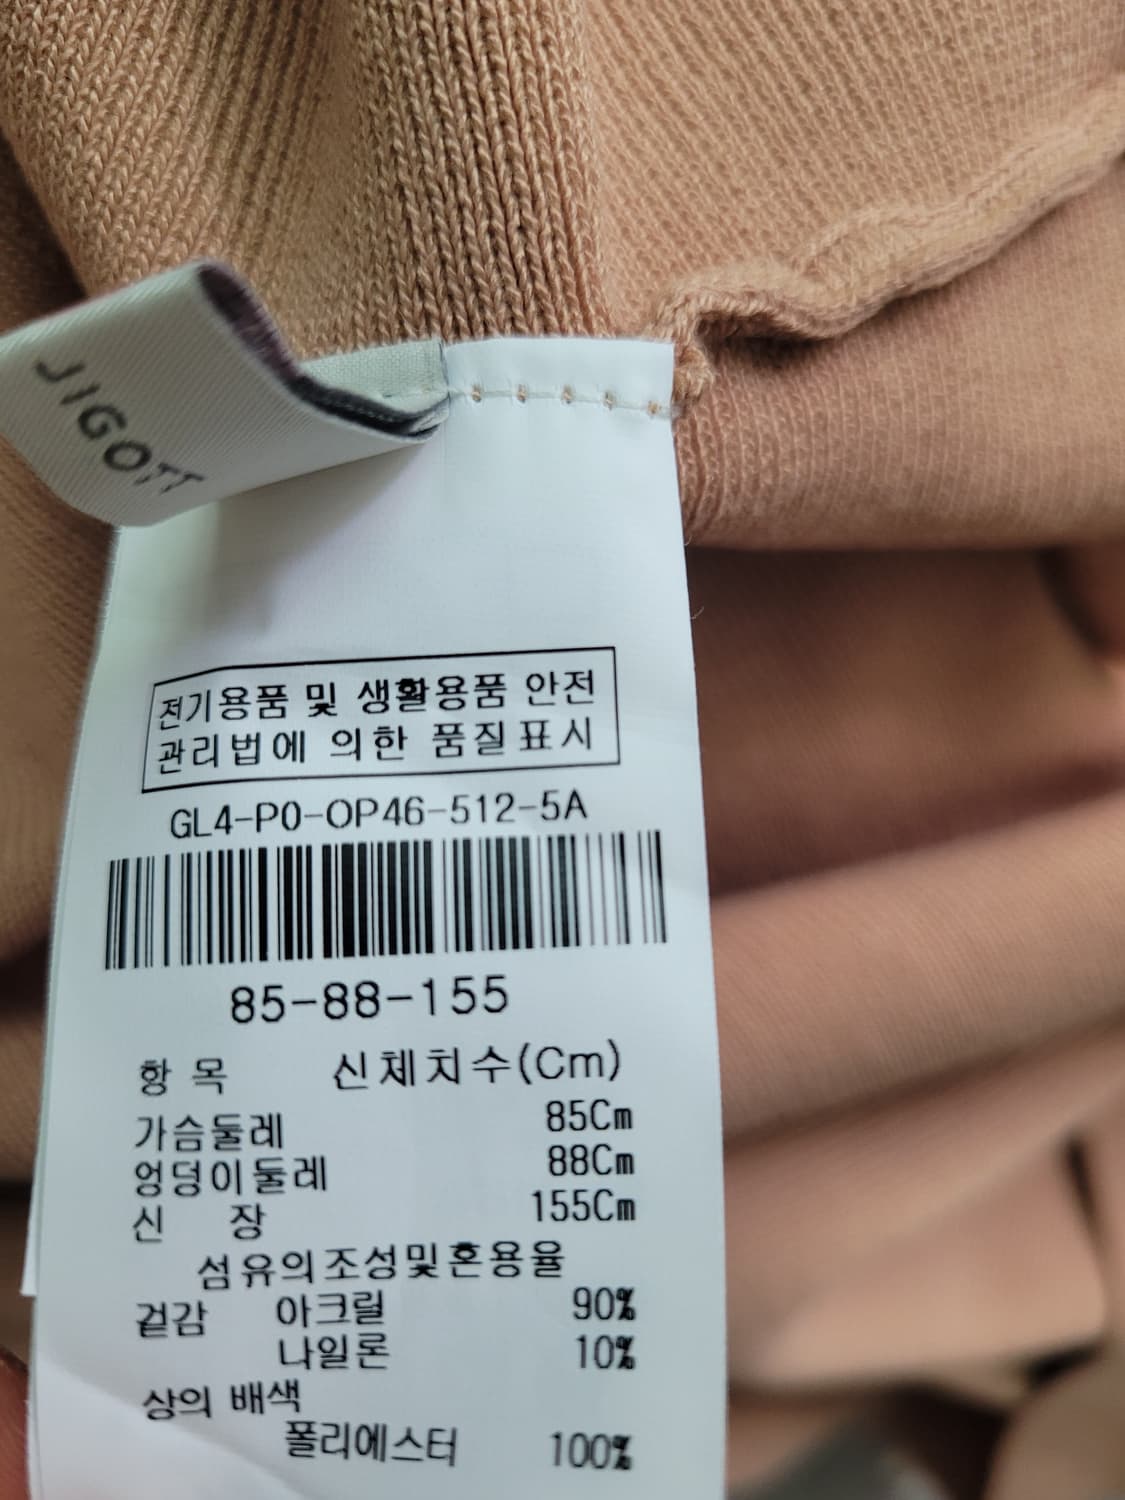 JIGOTT
전기용품 및 생활용품 안전
관리법에 의한 품질표시
GL4-P0-OP46-512-5A
85-88-155
항 목 신체치수(Cm)
가슴둘레 85Cm
엉덩이둘레 88Cm
신 장 155Cm
섬유의조성및혼용율
겉감 아크릴 90%
나일론 10%
상의 배색
폴리에스터 100%